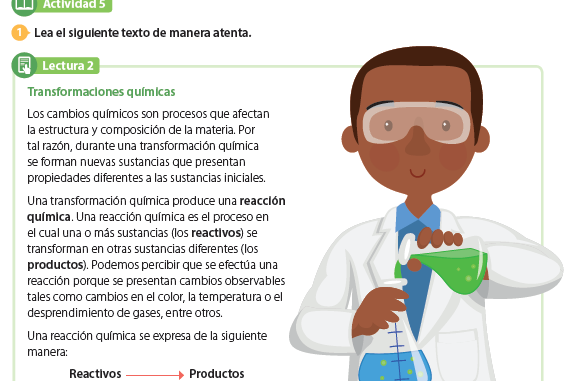 Actividad 5
1 Lea el siguiente texto de manera atenta.
Lectura 2
Transformaciones químicas
Los cambios químicos son procesos que afectan
la estructura y composición de la materia. Por
tal razón, durante una transformación química
se forman nuevas sustancias que presentan
propiedades diferentes a las sustancias iniciales.
Una transformación química produce una reacción
química. Una reacción química es el proceso en
el cual una o más sustancias (los reactivos) se
transforman en otras sustancias diferentes (los
productos). Podemos percibir que se efectúa una
reacción porque se presentan cambios observables
tales como cambios en el color, la temperatura o el
desprendimiento de gases, entre otros.
Una reacción química se expresa de la siguiente
manera:
Reactivos → Productos